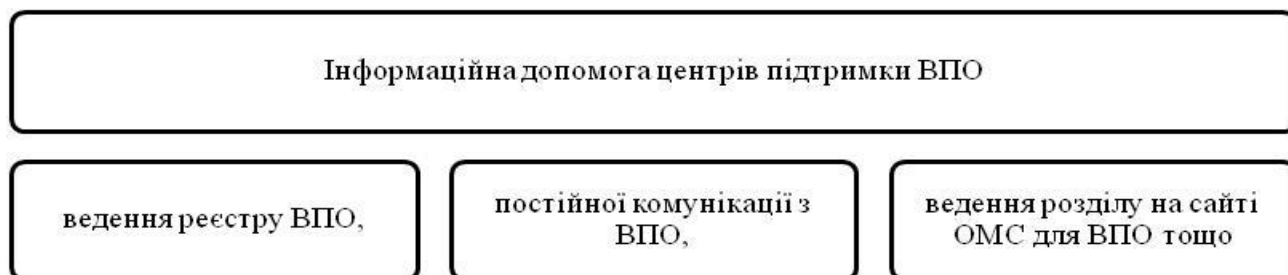 Інформаційна допомога центрів підтримки ВПО
ведення реєстру ВПО,
постійної комунікації з
ВПО,
ведення розділу на сайті
ОМС для ВПО тощо